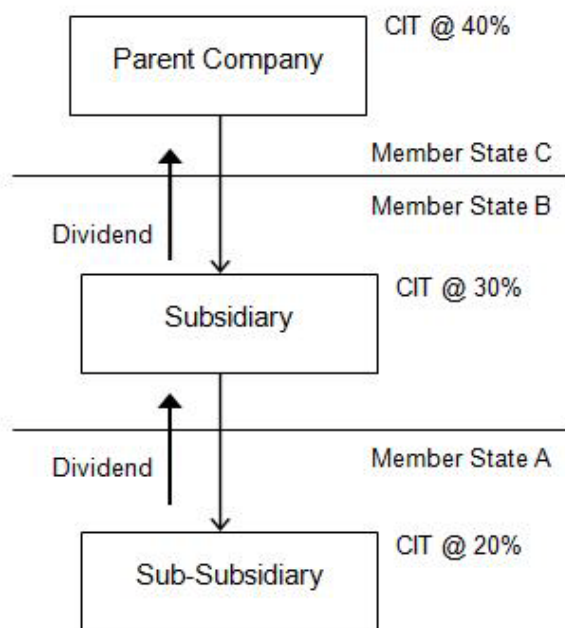 CIT @ 40%
Parent Company
Member State C
Member State B
Dividend
CIT @ 30%
Subsidiary
Member State A
Dividend
CIT @ 20%
Sub-Subsidiary